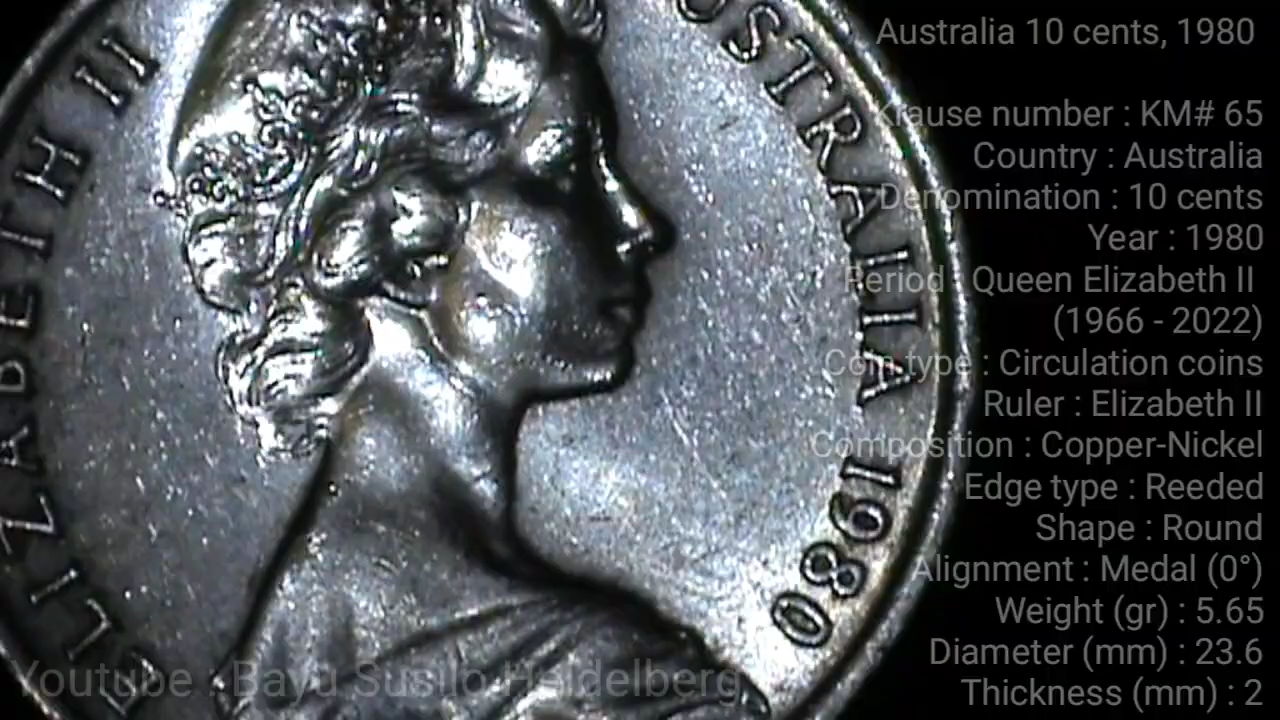 ELIZABETH II
AUSTRALIA 1980
Australia 10 cents, 1980
Krause number : KM# 65
Country : Australia
Denomination : 10 cents
Year : 1980
Period : Queen Elizabeth II
(1966 - 2022)
Coin type : Circulation coins
Ruler : Elizabeth II
Composition : Copper-Nickel
Edge type : Reeded
Shape : Round
Alignment : Medal (0°)
Weight (gr) : 5.65
Diameter (mm) : 23.6
Thickness (mm) : 2
Youtube : Bayu Susilo Heidelberg